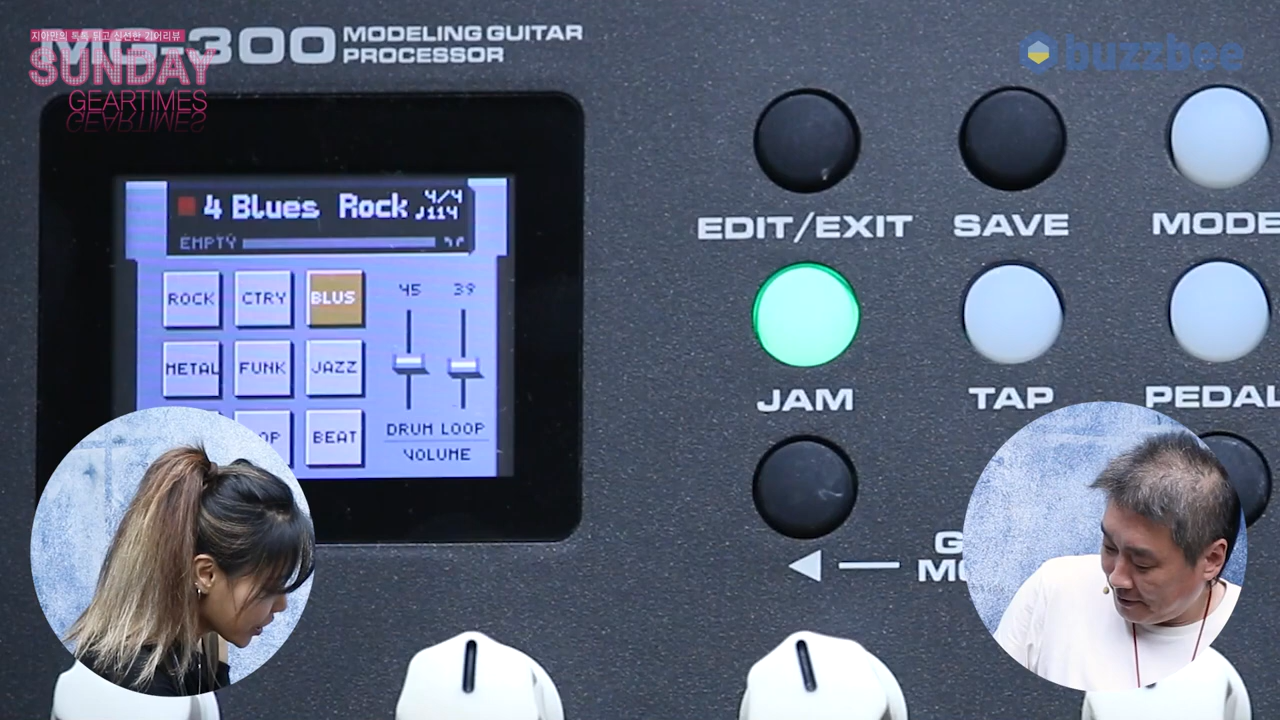 지아만의 톡톡 튀고 신선한 기어리뷰
SUNDAY
GEARTIMES
MG-300 MODELING GUITAR
PROCESSOR
buzzbee
4 Blues Rock 4/4
♩114
EMPTY
ROCK CTRY BLUS 45 39
METAL FUNK JAZZ
BEAT DRUM LOOP
VOLUME
EDIT/EXIT SAVE MODE
JAM TAP PEDAL